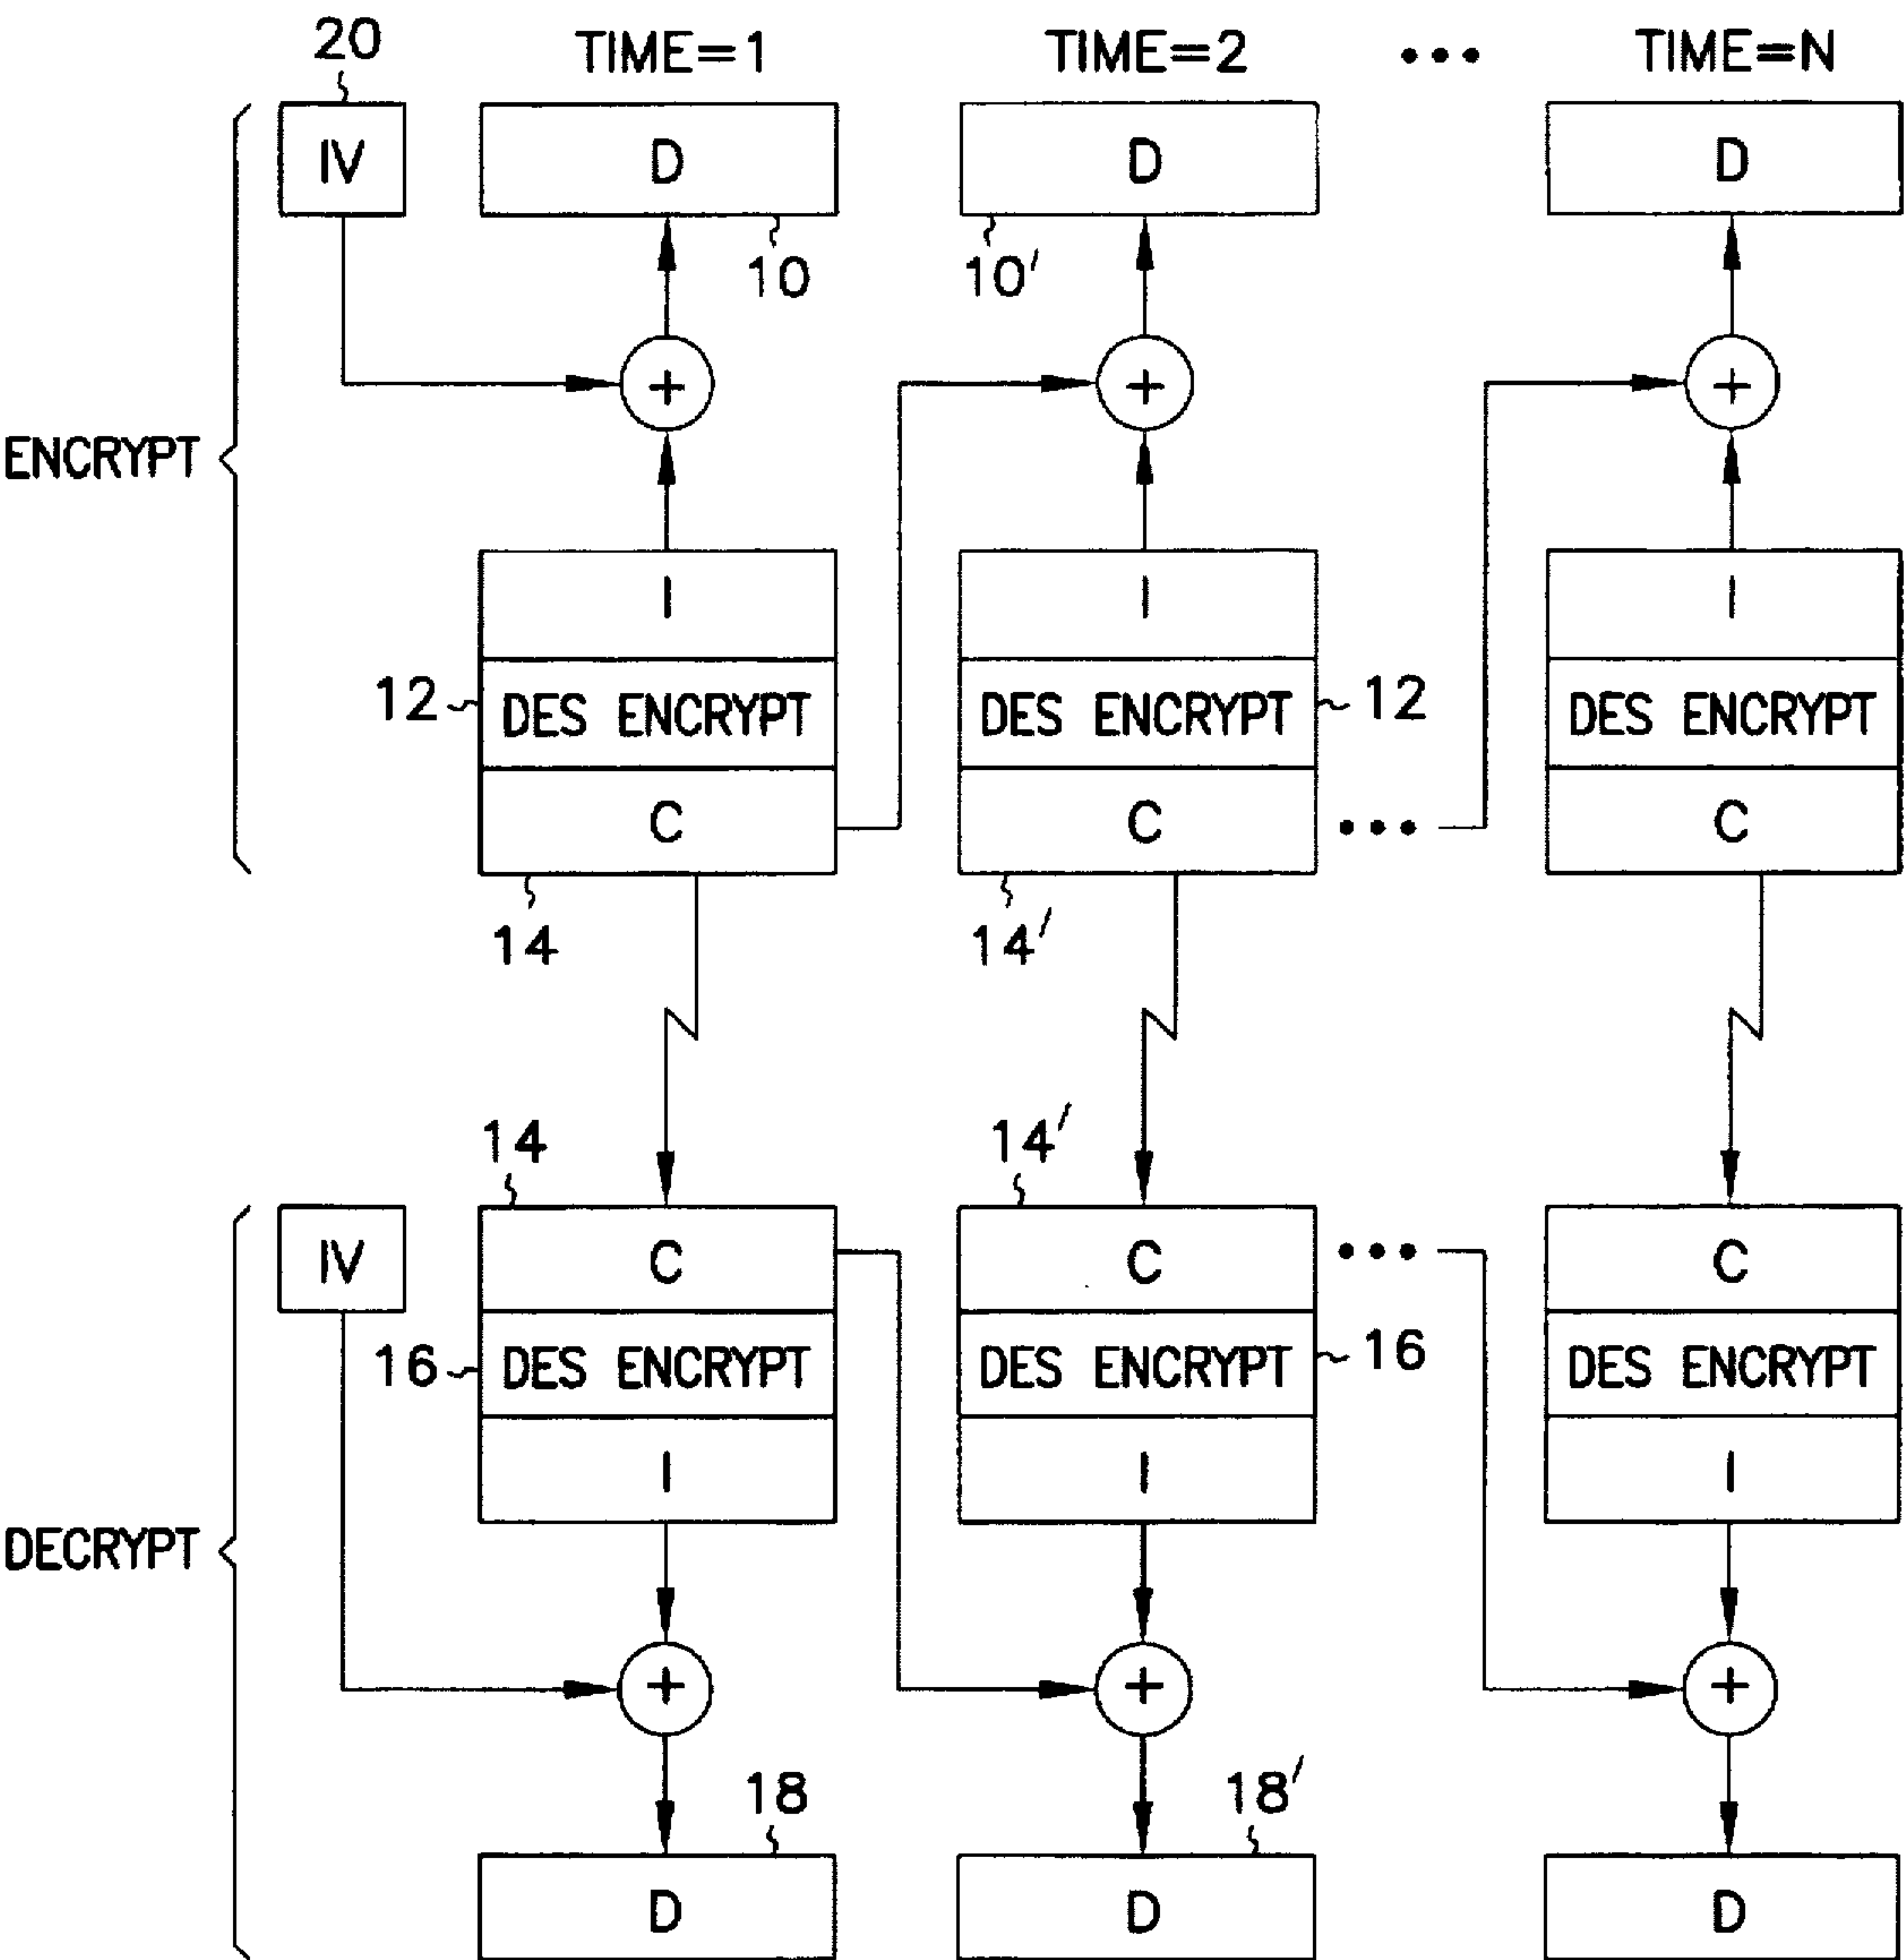 20 TIME=1 TIME=2 ••• TIME=N
IV D D D
10 10′
+ + +
ENCRYPT
I I I
12 DES ENCRYPT DES ENCRYPT 12 DES ENCRYPT
C C ••• C
14 14′
14 14′
IV C C ••• C
16 DES ENCRYPT DES ENCRYPT 16 DES ENCRYPT
I I I
DECRYPT
+ + +
18 18′
D D D